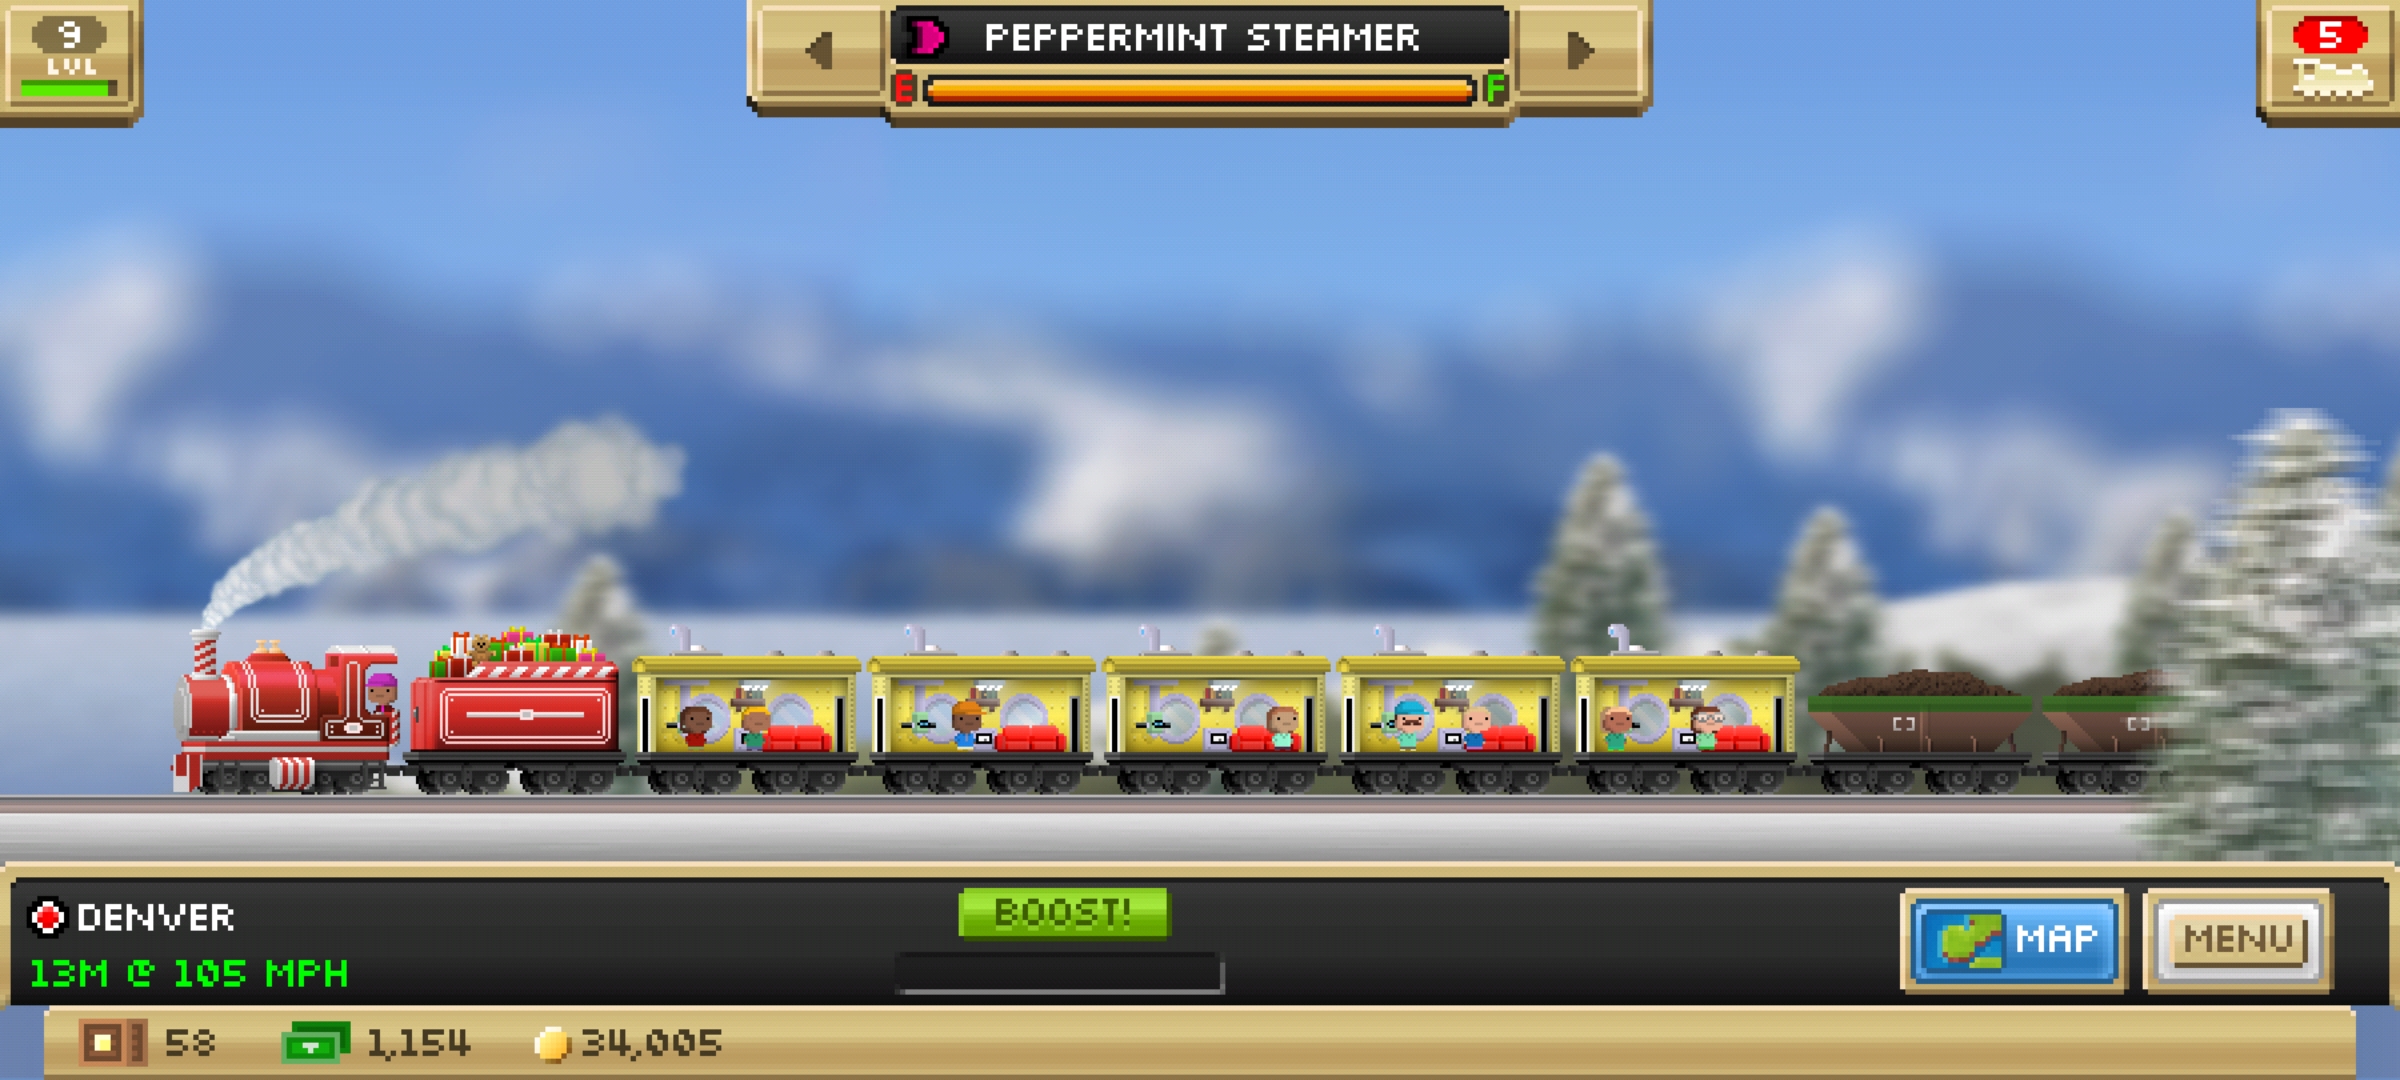 9
LVL
PEPPERMINT STEAMER
E F
5
DENVER
13M @ 105 MPH
BOOST!
MAP
MENU
58 1,154 34,005